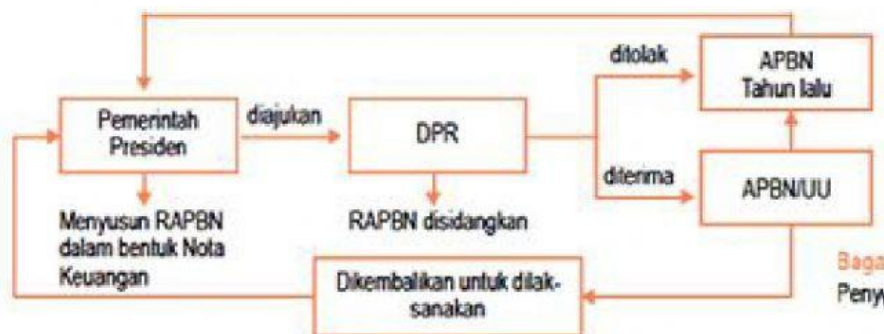 ditolak
APBN
Tahun lalu
Pemerintah
Presiden
diajukan
DPR
diterima
APBN/UU
Menyusun RAPBN
dalam bentuk Nota
Keuangan
RAPBN disidangkan
Dikembalikan untuk dilak-
sanakan